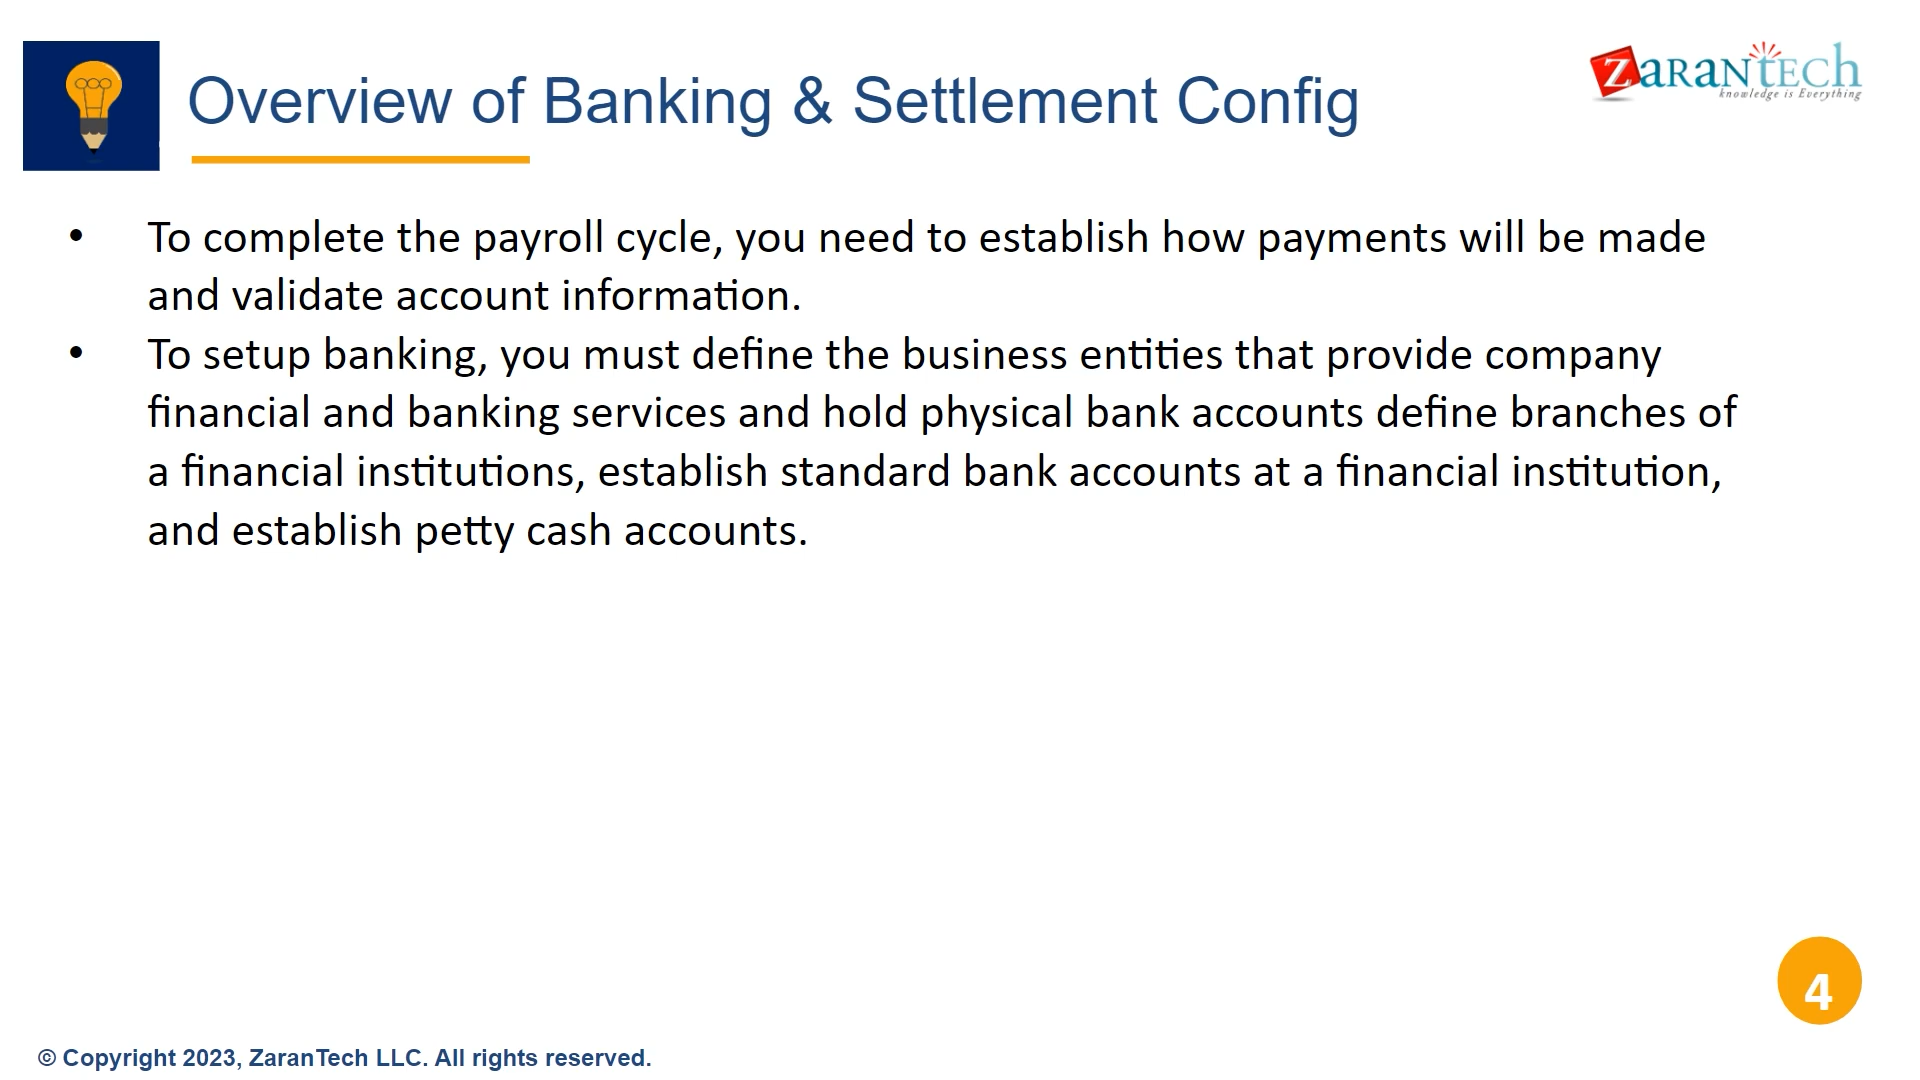 Overview of Banking & Settlement Config
ZARANTECH
knowledge is Everything
• To complete the payroll cycle, you need to establish how payments will be made
and validate account information.
• To setup banking, you must define the business entities that provide company
financial and banking services and hold physical bank accounts define branches of
a financial institutions, establish standard bank accounts at a financial institution,
and establish petty cash accounts.
4
© Copyright 2023, ZaranTech LLC. All rights reserved.